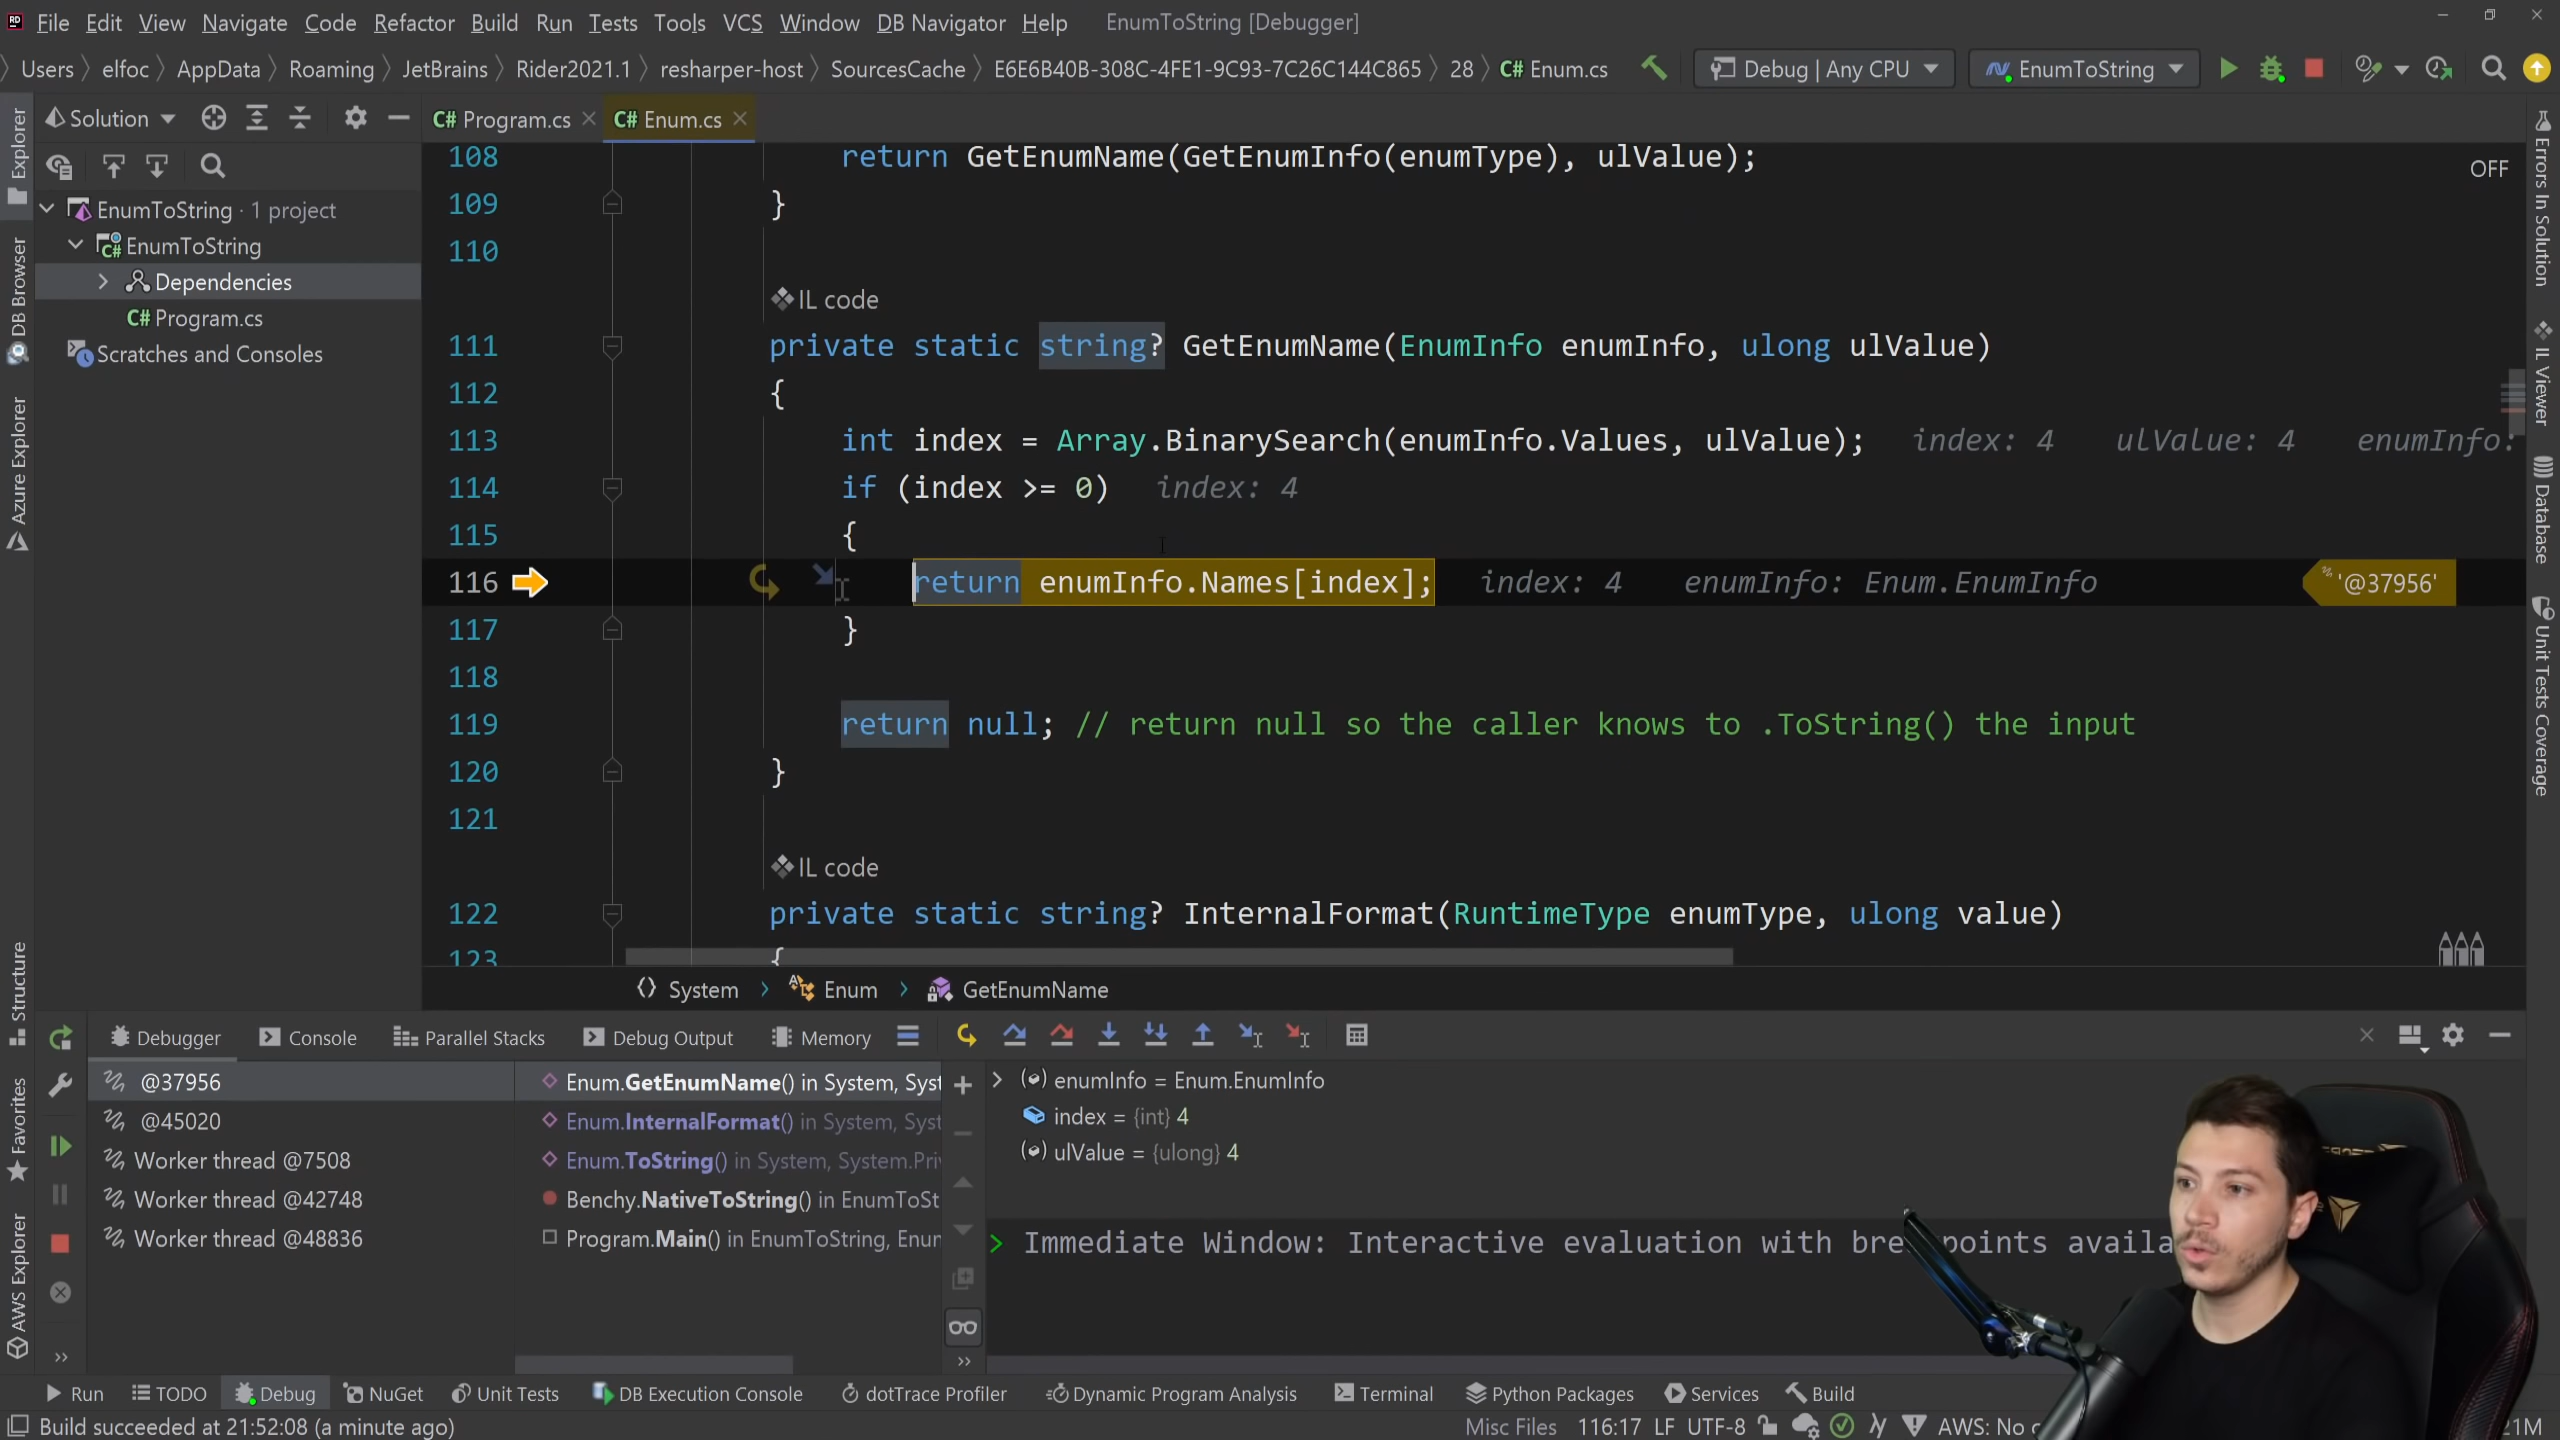 File Edit View Navigate Code Refactor Build Run Tests Tools VCS Window DB Navigator Help EnumToString [Debugger]
Users elfoc AppData Roaming JetBrains Rider2021.1 resharper-host SourcesCache E6E6B40B-308C-4FE1-9C93-7C26C144C865 28 C# Enum.cs Debug | Any CPU EnumToString
Solution
C# Program.cs C# Enum.cs
OFF
EnumToString · 1 project
EnumToString
Dependencies
C# Program.cs
Scratches and Consoles
108 return GetEnumName(GetEnumInfo(enumType), ulValue);
109 }
110
IL code
111 private static string? GetEnumName(EnumInfo enumInfo, ulong ulValue)
112 {
113 int index = Array.BinarySearch(enumInfo.Values, ulValue); index: 4 ulValue: 4 enumInfo:
114 if (index >= 0) index: 4
115 {
116 return enumInfo.Names[index]; index: 4 enumInfo: Enum.EnumInfo '@37956'
117 }
118
119 return null; // return null so the caller knows to .ToString() the input
120 }
121
IL code
122 private static string? InternalFormat(RuntimeType enumType, ulong value)
123 {
System Enum GetEnumName
Explorer
DB Browser
Azure Explorer
Structure
Favorites
AWS Explorer
Errors In Solution
IL Viewer
Database
Unit Tests Coverage
Debugger Console Parallel Stacks Debug Output Memory
@37956
@45020
Worker thread @7508
Worker thread @42748
Worker thread @48836
Enum.GetEnumName() in System, Syst
Enum.InternalFormat() in System, Syst
Enum.ToString() in System, System.Priv
Benchy.NativeToString() in EnumToSt
Program.Main() in EnumToString, Enum
enumInfo = Enum.EnumInfo
index = {int} 4
ulValue = {ulong} 4
> Immediate Window: Interactive evaluation with breakpoints availa
Run TODO Debug NuGet Unit Tests DB Execution Console dotTrace Profiler Dynamic Program Analysis Terminal Python Packages Services Build
Build succeeded at 21:52:08 (a minute ago) Misc Files 116:17 LF UTF-8 AWS: No 21M